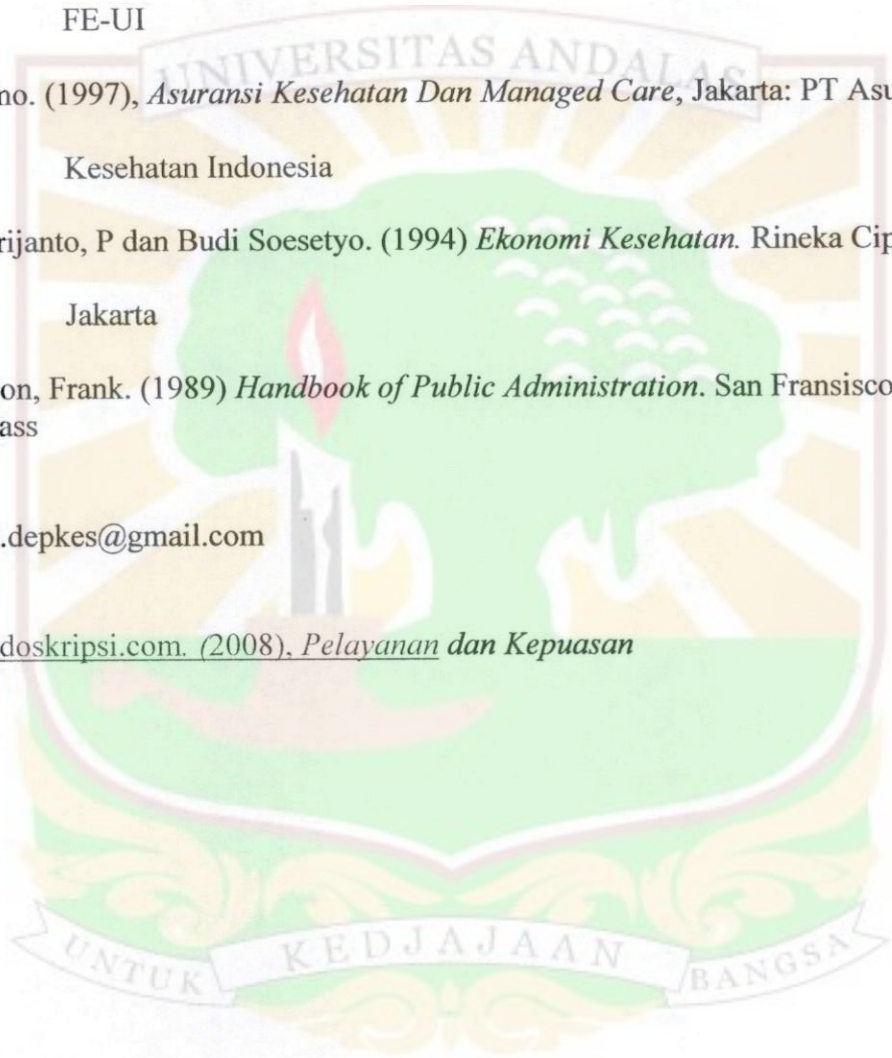 FE-UI
UNIVERSITAS ANDALAS
no. (1997), Asuransi Kesehatan Dan Managed Care, Jakarta: PT Asu
Kesehatan Indonesia
rijanto, P dan Budi Soesetyo. (1994) Ekonomi Kesehatan. Rineka Cip
Jakarta
on, Frank. (1989) Handbook of Public Administration. San Fransisco
ass
.depkes@gmail.com
doskripsi.com. (2008), Pelayanan dan Kepuasan
UNTUK KEDJAJAAN BANGSA